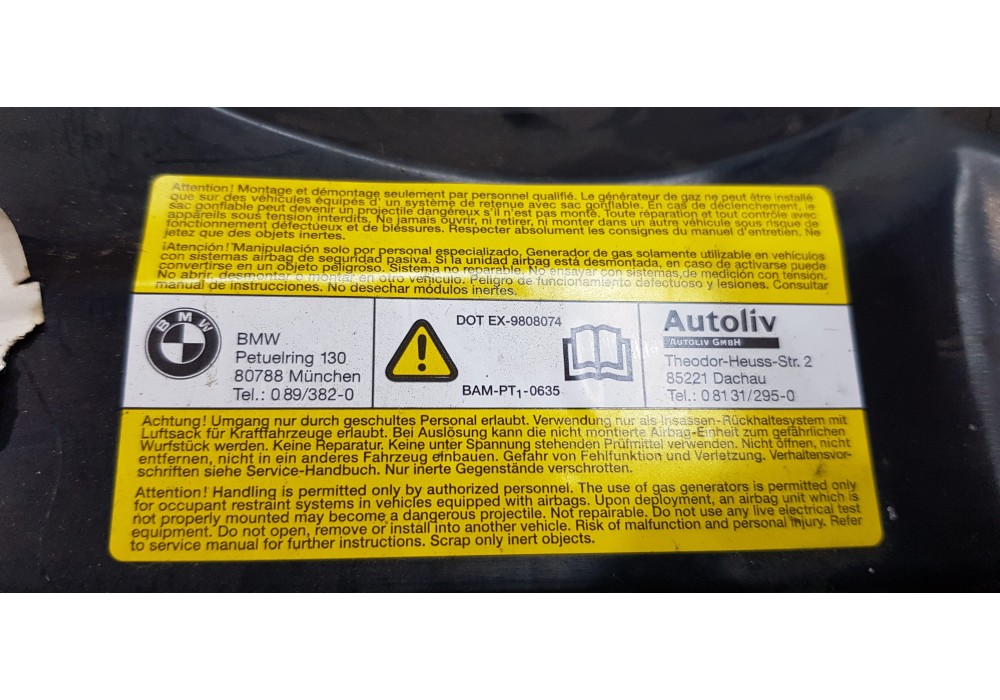 Attention! Montage et démontage seulement par personnel qualifié. Le générateur de gaz ne peut être installé
que sur des véhicules équipés d' un système de retenue avec sac gonflable. En cas de déclenchement, le
sac gonflable peut devenir un projectile dangereux s'il n'est pas monté. Toute réparation et tout contrôle avec
appareils sous tension interdits. Ne jamais ouvrir, ni retirer, ni monter dans un autre véhicule sous risque de
fonctionnement défectueux et de bléssures. Respecter absolument les consignes du manuel d'entretien. Ne
jetez que des objets inertes.
¡Atención! Manipulación solo por personal especializado. Generador de gas solamente utilizable en vehículos
con sistemas airbag de seguridad pasiva. Si la unidad airbag está desmontada, en caso de activarse puede
convertirse en un objeto peligroso. Sistema no reparable. No ensayar con sistemas de medicion con tensión.
No abrir, desmontar o montar en otro vehículo. Peligro de funcionamiento defectuoso y lesiones. Consultar
manual de instrucciones. No desechar módulos inertes.
BMW
BMW
Petuelring 130
80788 München
Tel.: 0 89/382-0
DOT EX-9808074
BAM-PT1-0635
Autoliv
AUTOLIV GMBH
Theodor-Heuss-Str. 2
85221 Dachau
Tel.: 0 81 31/295-0
Achtung! Umgang nur durch geschultes Personal erlaubt. Verwendung nur als Insassen-Rückhaltesystem mit
Luftsack für Kraftfahrzeuge erlaubt. Bei Auslösung kann die nicht montierte Airbag-Einheit zum gefährlichen
Wurfstück werden. Keine Reparatur. Keine unter Spannung stehenden Prüfmittel verwenden. Nicht öffnen, nicht
entfernen, nicht in ein anderes Fahrzeug einbauen. Gefahr von Fehlfunktion und Verletzung. Verhaltensvor-
schriften siehe Service-Handbuch. Nur inerte Gegenstände verschrotten.
Attention! Handling is permitted only by authorized personnel. The use of gas generators is permitted only
for occupant restraint systems in vehicles equipped with airbags. Upon deployment, an airbag unit which is
not properly mounted may become a dangerous projectile. Not repairable. Do not use any live electrical test
equipment. Do not open, remove or install into another vehicle. Risk of malfunction and personal injury. Refer
to service manual for further instructions. Scrap only inert objects.